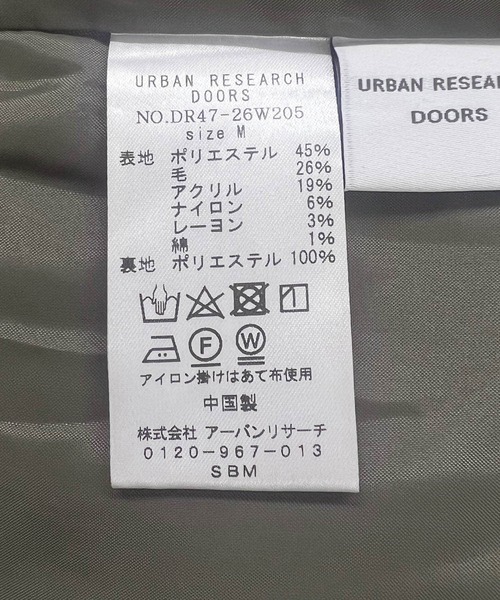 URBAN RESEARCH
DOORS
NO.DR47-26W205
size M
表地 ポリエステル 45%
毛 26%
アクリル 19%
ナイロン 6%
レーヨン 3%
綿 1%
裏地 ポリエステル 100%
F W
アイロン掛けはあて布使用
中国製
株式会社 アーバンリサーチ
0120-967-013
SBM
URBAN RESEA
DOORS